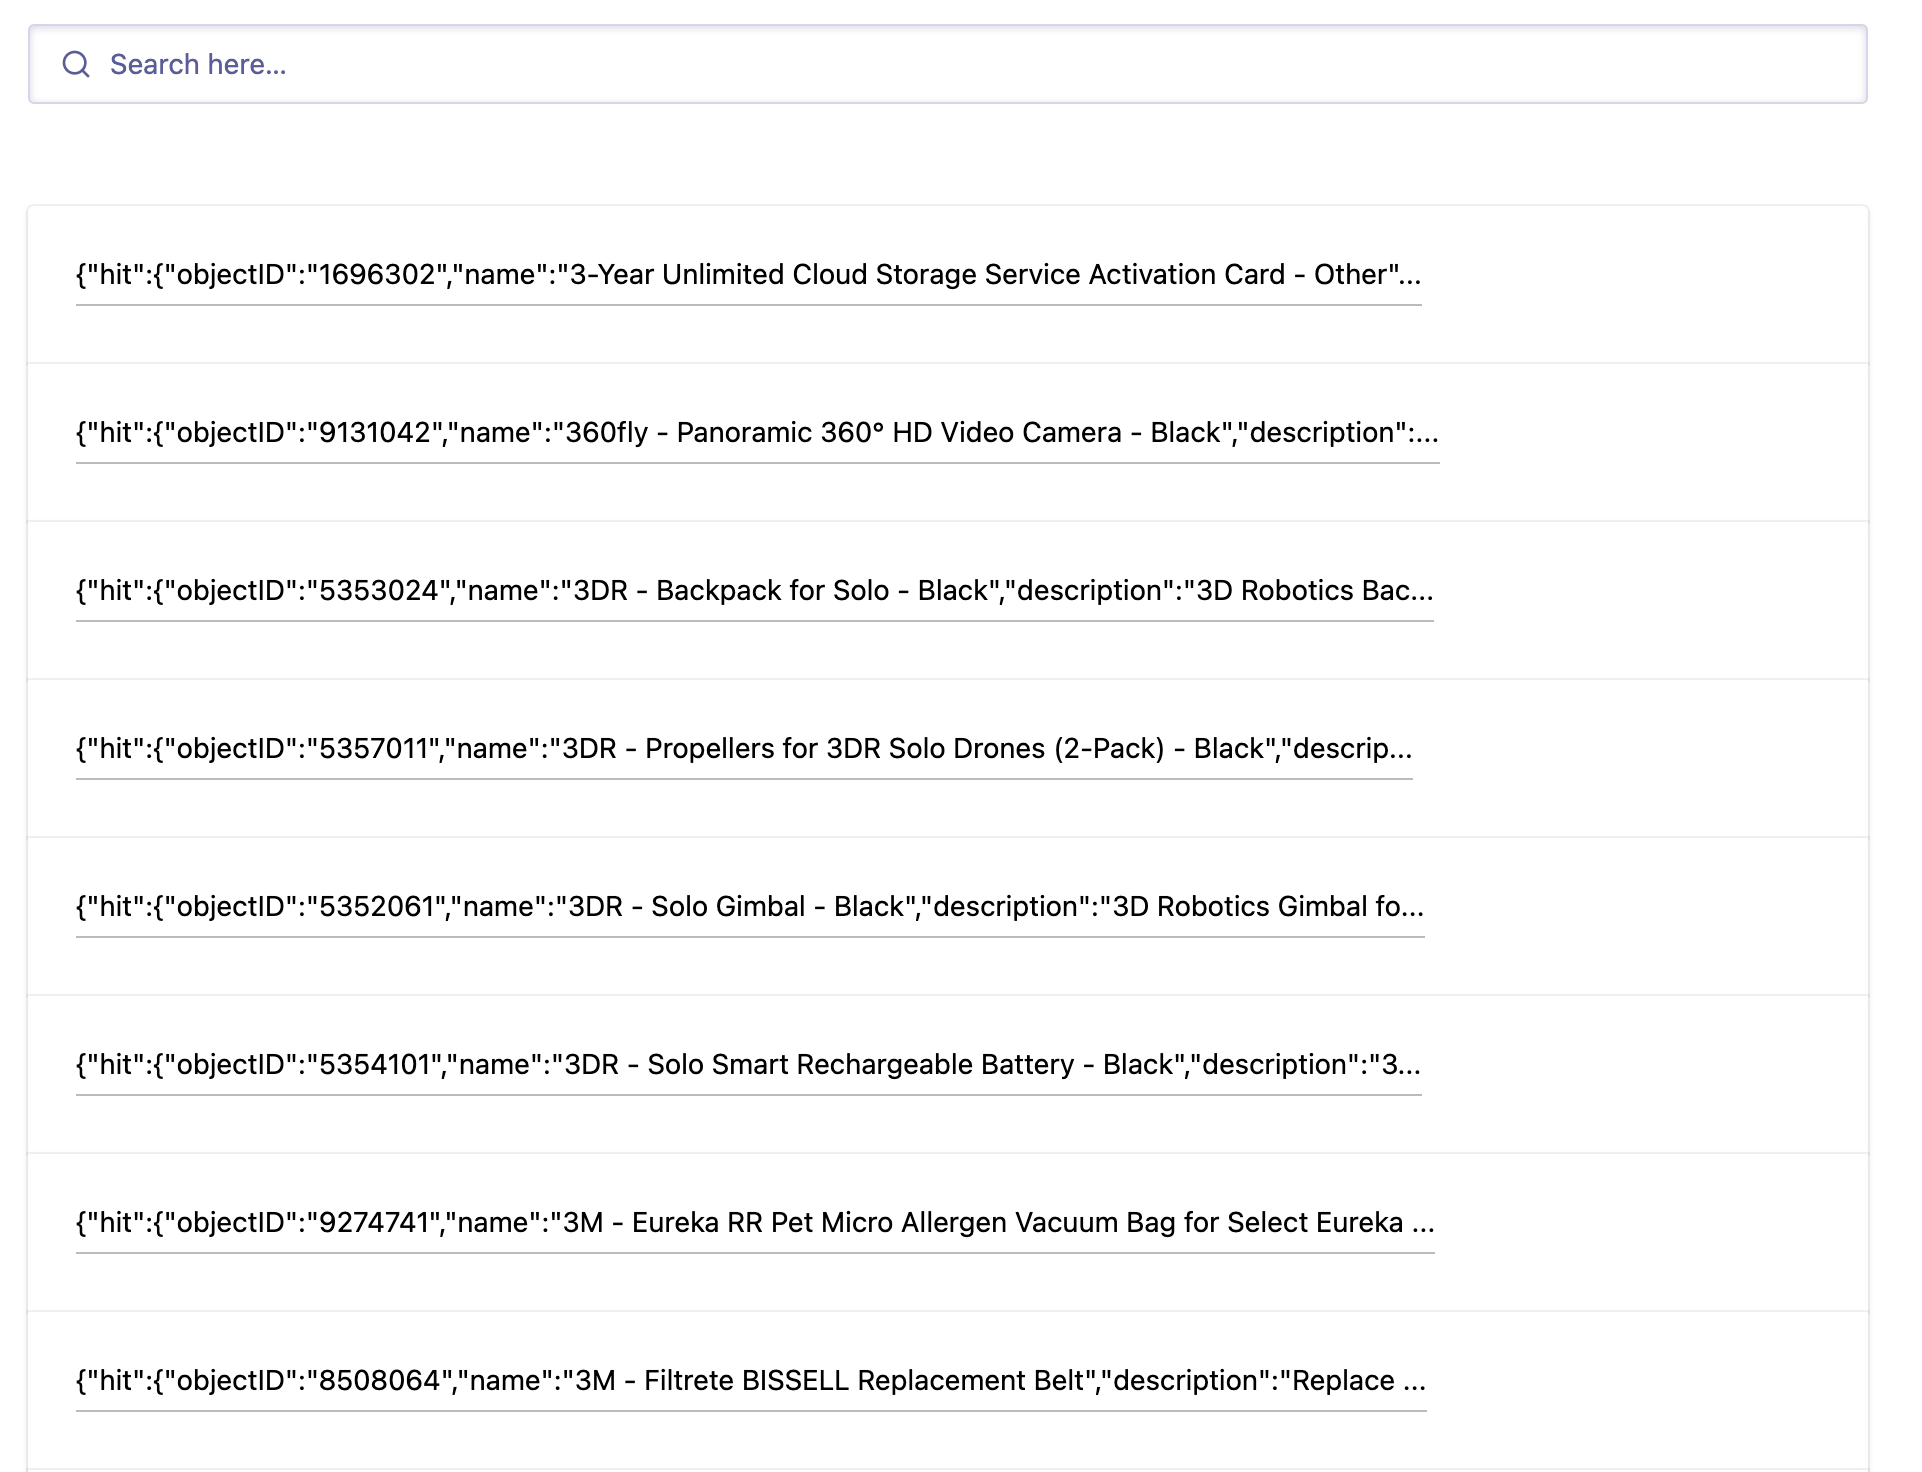 Search here...
{"hit":{"objectID":"1696302","name":"3-Year Unlimited Cloud Storage Service Activation Card - Other"...
{"hit":{"objectID":"9131042","name":"360fly - Panoramic 360° HD Video Camera - Black","description":...
{"hit":{"objectID":"5353024","name":"3DR - Backpack for Solo - Black","description":"3D Robotics Bac...
{"hit":{"objectID":"5357011","name":"3DR - Propellers for 3DR Solo Drones (2-Pack) - Black","descrip...
{"hit":{"objectID":"5352061","name":"3DR - Solo Gimbal - Black","description":"3D Robotics Gimbal fo...
{"hit":{"objectID":"5354101","name":"3DR - Solo Smart Rechargeable Battery - Black","description":"3...
{"hit":{"objectID":"9274741","name":"3M - Eureka RR Pet Micro Allergen Vacuum Bag for Select Eureka ...
{"hit":{"objectID":"8508064","name":"3M - Filtrete BISSELL Replacement Belt","description":"Replace ...